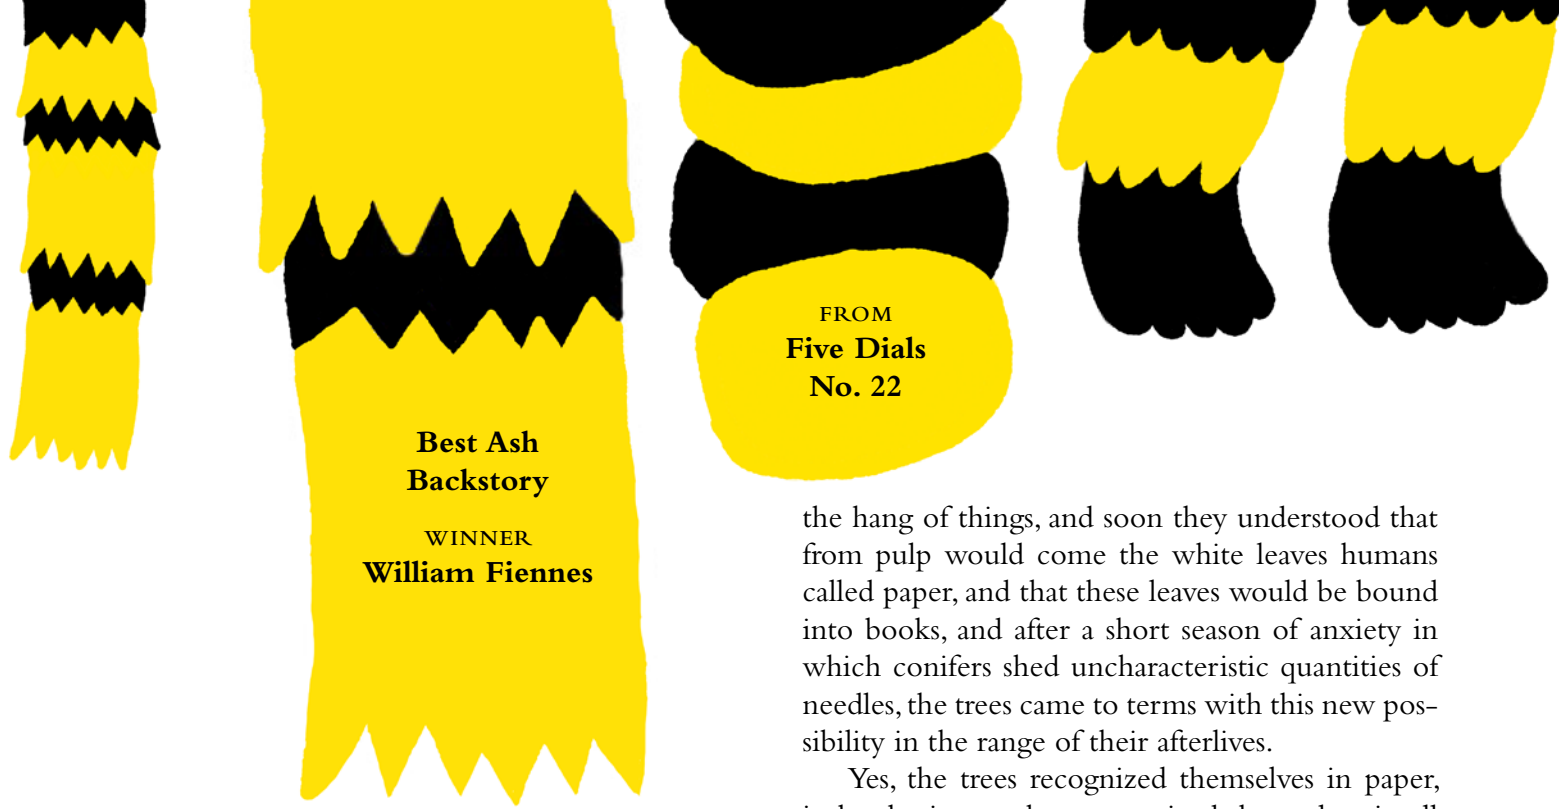 Best Ash
Backstory
WINNER
William Fiennes
FROM
Five Dials
No. 22
the hang of things, and soon they understood that
from pulp would come the white leaves humans
called paper, and that these leaves would be bound
into books, and after a short season of anxiety in
which conifers shed uncharacteristic quantities of
needles, the trees came to terms with this new pos-
sibility in the range of their afterlives.
Yes, the trees recognized themselves in paper,